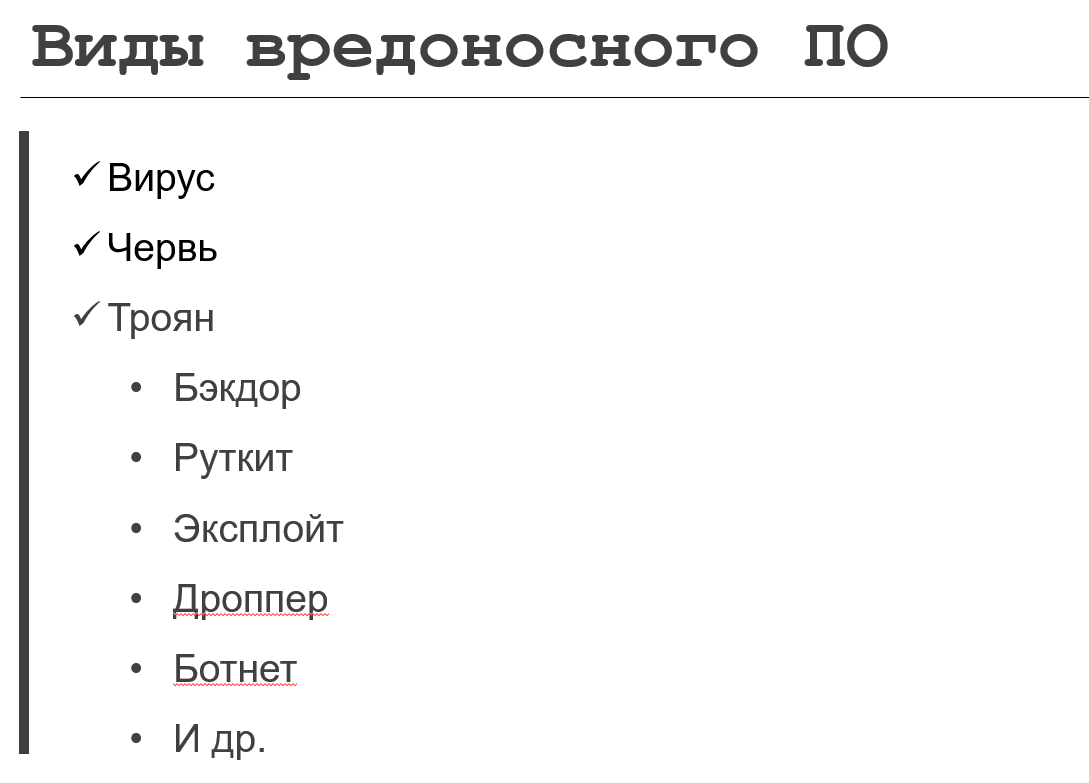 Виды вредоносного ПО
✓ Вирус
✓ Червь
✓ Троян
• Бэкдор
• Руткит
• Эксплойт
• Дроппер
• Ботнет
• И др.